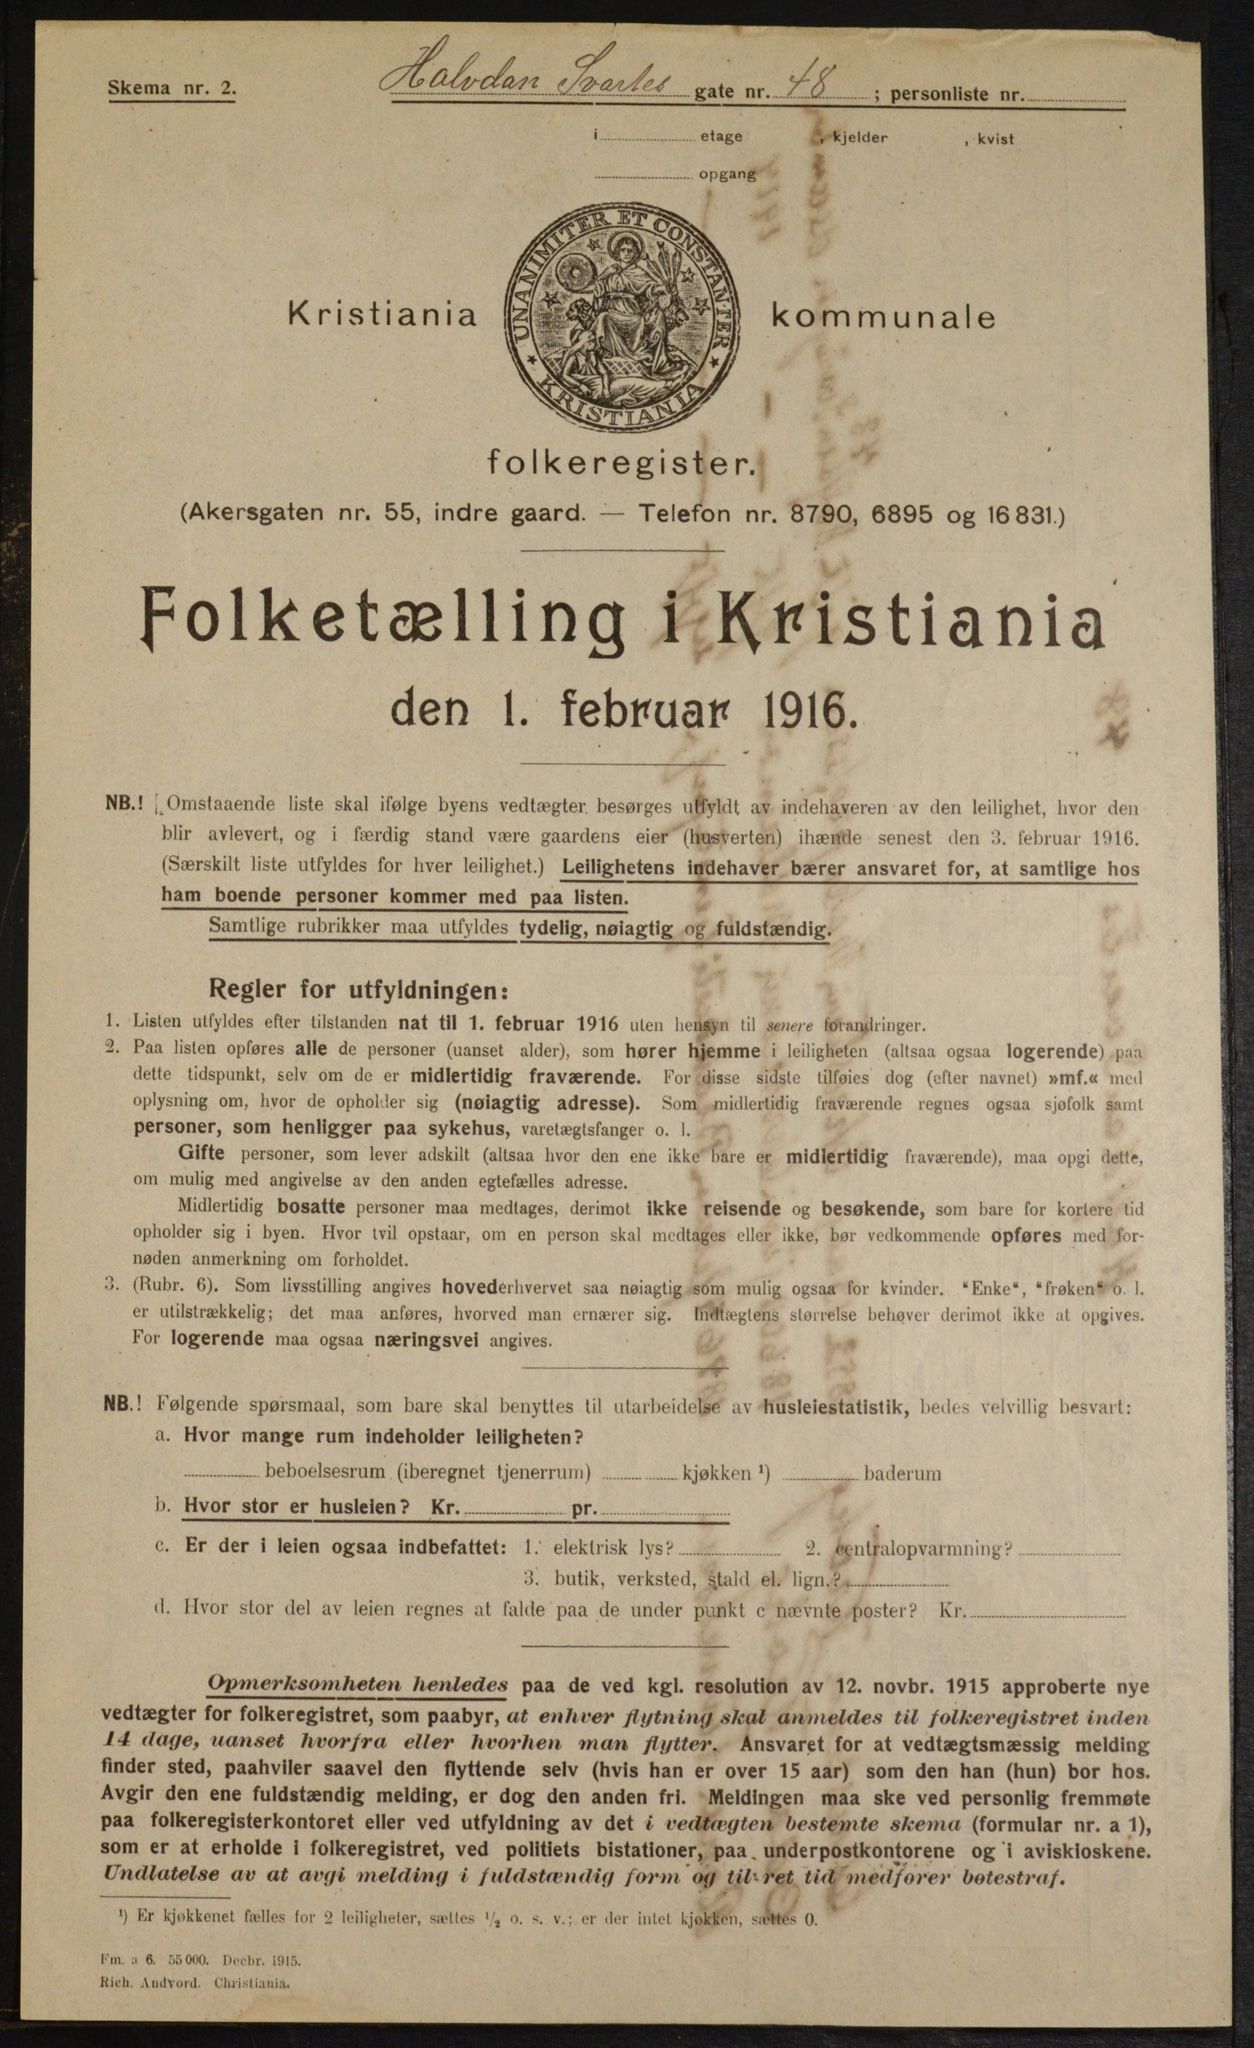 Skema nr. 2.
Halvdan Svartes gate nr. 48 ; personliste nr.
i etage , kjelder , kvist
opgang
UNANIMITER ET CONSTANTER
KRISTIANIA
Kristiania kommunale
folkeregister.
(Akersgaten nr. 55, indre gaard. — Telefon nr. 8790, 6895 og 16831.)
Folketælling i Kristiania
den 1. februar 1916.
NB.! Omstaaende liste skal ifølge byens vedtægter besørges utfyldt av indehaveren av den leilighet, hvor den
blir avlevert, og i færdig stand være gaardens eier (husverten) ihænde senest den 3. februar 1916.
(Særskilt liste utfyldes for hver leilighet.) Leilighetens indehaver bærer ansvaret for, at samtlige hos
ham boende personer kommer med paa listen.
Samtlige rubrikker maa utfyldes tydelig, nøiagtig og fuldstændig.
Regler for utfyldningen:
1. Listen utfyldes efter tilstanden nat til 1. februar 1916 uten hensyn til senere forandringer.
2. Paa listen opføres alle de personer (uanset alder), som hører hjemme i leiligheten (altsaa ogsaa logerende) paa
dette tidspunkt, selv om de er midlertidig fraværende. For disse sidste tilføies dog (efter navnet) »mf.« med
oplysning om, hvor de opholder sig (nøiagtig adresse). Som midlertidig fraværende regnes ogsaa sjøfolk samt
personer, som henligger paa sykehus, varetægtsfanger o. l.
Gifte personer, som lever adskilt (altsaa hvor den ene ikke bare er midlertidig fraværende), maa opgi dette,
om mulig med angivelse av den anden egtefælles adresse.
Midlertidig bosatte personer maa medtages, derimot ikke reisende og besøkende, som bare for kortere tid
opholder sig i byen. Hvor tvil opstaar, om en person skal medtages eller ikke, bør vedkommende opføres med for-
nøden anmerkning om forholdet.
3. (Rubr. 6). Som livsstilling angives hovederhvervet saa nøiagtig som mulig ogsaa for kvinder. "Enke", "frøken" o. l.
er utilstrækkelig; det maa anføres, hvorved man ernærer sig. Indtægtens størrelse behøver derimot ikke at opgives.
For logerende maa ogsaa næringsvei angives.
NB.! Følgende spørsmaal, som bare skal benyttes til utarbeidelse av husleiestatistik, bedes velvillig besvart:
a. Hvor mange rum indeholder leiligheten?
beboelsesrum (iberegnet tjenerrum) kjøkken ¹) baderum
b. Hvor stor er husleien? Kr. pr.
c. Er der i leien ogsaa indbefattet: 1. elektrisk lys? 2. centralopvarmning?
3. butik, verksted, stald el. lign.?
d. Hvor stor del av leien regnes at falde paa de under punkt c nævnte poster? Kr.
Opmerksomheten henledes paa de ved kgl. resolution av 12. novbr. 1915 approberte nye
vedtægter for folkeregistret, som paabyr, at enhver flytning skal anmeldes til folkeregistret inden
14 dage, uanset hvorfra eller hvorhen man flytter. Ansvaret for at vedtægtsmæssig melding
finder sted, paahviler saavel den flyttende selv (hvis han er over 15 aar) som den han (hun) bor hos.
Avgir den ene fuldstændig melding, er dog den anden fri. Meldingen maa ske ved personlig fremmøte
paa folkeregisterkontoret eller ved utfyldning av det i vedtægten bestemte skema (formular nr. a 1),
som er at erholde i folkeregistret, ved politiets bistationer, paa underpostkontorene og i aviskioskene.
Undlatelse av at avgi melding i fuldstændig form og til ret tid medfører bøtestraf.
¹) Er kjøkkenet fælles for 2 leiligheter, sættes ½ o. s. v.; er der intet kjøkken, sættes 0.
Fm. a 6. 55000. Decbr. 1915.
Rich. Andvord. Christiania.